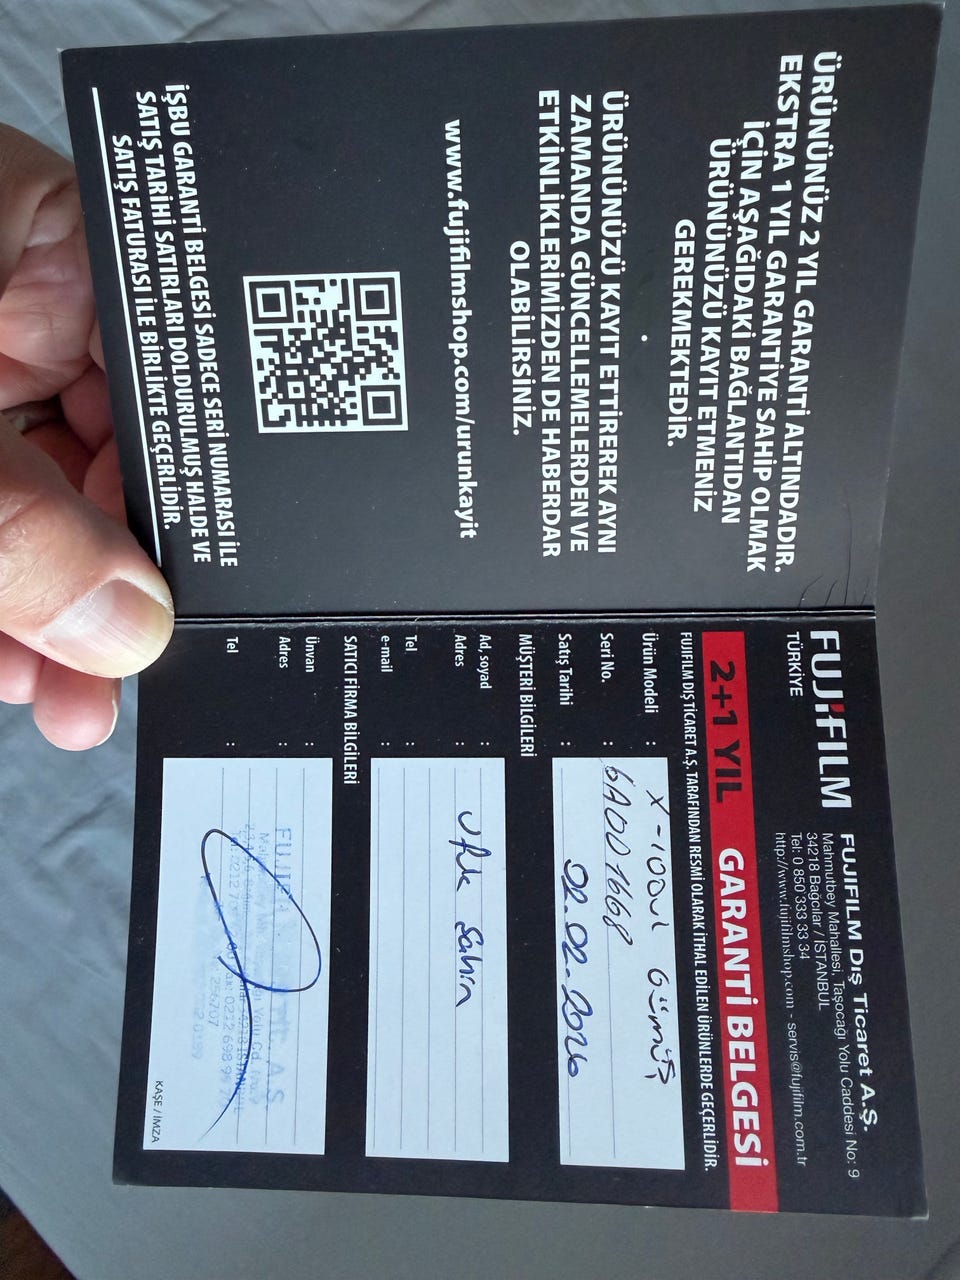 ÜRÜNÜNÜZ 2 YIL GARANTİ ALTINDADIR.
EKSTRA 1 YIL GARANTİYE SAHİP OLMAK
İÇİN AŞAĞIDAKİ BAĞLANTIDAN
ÜRÜNÜNÜZÜ KAYIT ETMENİZ
GEREKMEKTEDİR.
ÜRÜNÜNÜZÜ KAYIT ETTİREREK AYNI
ZAMANDA GÜNCELLEMELERDEN VE
ETKİNLİKLERİMİZDEN DE HABERDAR
OLABİLİRSİNİZ.
www.fujifilmshop.com/urunkayit
İŞBU GARANTİ BELGESİ SADECE SERİ NUMARASI İLE
SATIŞ TARİHİ SATIRLARI DOLDURULMUŞ HALDE VE
SATIŞ FATURASI İLE BİRLİKTE GEÇERLİDİR.
FUJIFILM
TÜRKİYE
FUJIFILM Dış Ticaret A.Ş.
Mahmutbey Mahallesi, Taşocağı Yolu Caddesi No: 9
34218 Bağcılar / İSTANBUL
Tel: 0 850 333 33 34
http://www.fujifilmshop.com - servis@fujifilm.com.tr
2+1 YIL GARANTİ BELGESİ
FUJIFILM DIŞ TİCARET A.Ş. TARAFINDAN RESMİ OLARAK İTHAL EDİLEN ÜRÜNLERDE GEÇERLİDİR.
Ürün Modeli : X-100vı Gümüş
Seri No. : 6A001668
Satış Tarihi : 02.02.2026
MÜŞTERİ BİLGİLERİ
Ad, soyad :
Adres : Ufuk Sahin
Tel :
e-mail :
SATICI FİRMA BİLGİLERİ
Ünvan :
Adres :
Tel :
KAŞE / İMZA